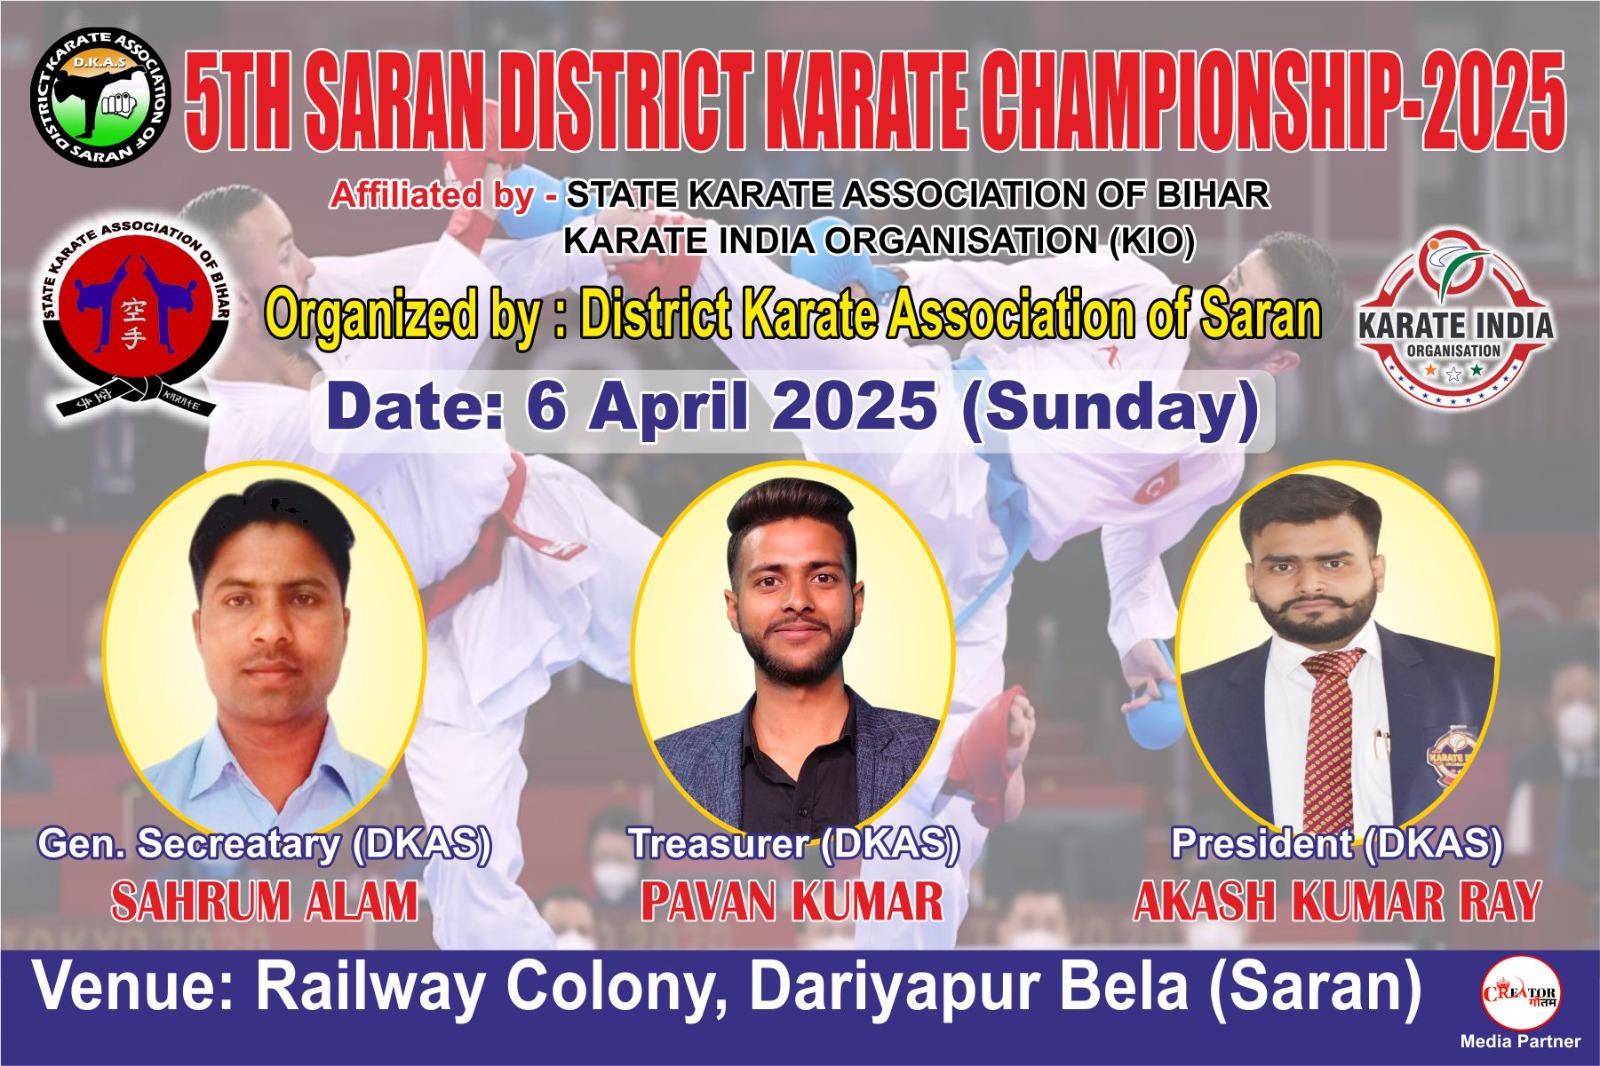 DISTRICT KARATE ASSOCIATION OF SARAN
D.K.A.S
5TH SARAN DISTRICT KARATE CHAMPIONSHIP-2025
Affiliated by - STATE KARATE ASSOCIATION OF BIHAR
KARATE INDIA ORGANISATION (KIO)
STATE KARATE ASSOCIATION OF BIHAR
空手
KARATE
KARATE INDIA
ORGANISATION
Organized by : District Karate Association of Saran
Date: 6 April 2025 (Sunday)
Gen. Secreatary (DKAS)
SAHRUM ALAM
Treasurer (DKAS)
PAVAN KUMAR
President (DKAS)
AKASH KUMAR RAY
Venue: Railway Colony, Dariyapur Bela (Saran)
CREATOR
गौतम
Media Partner